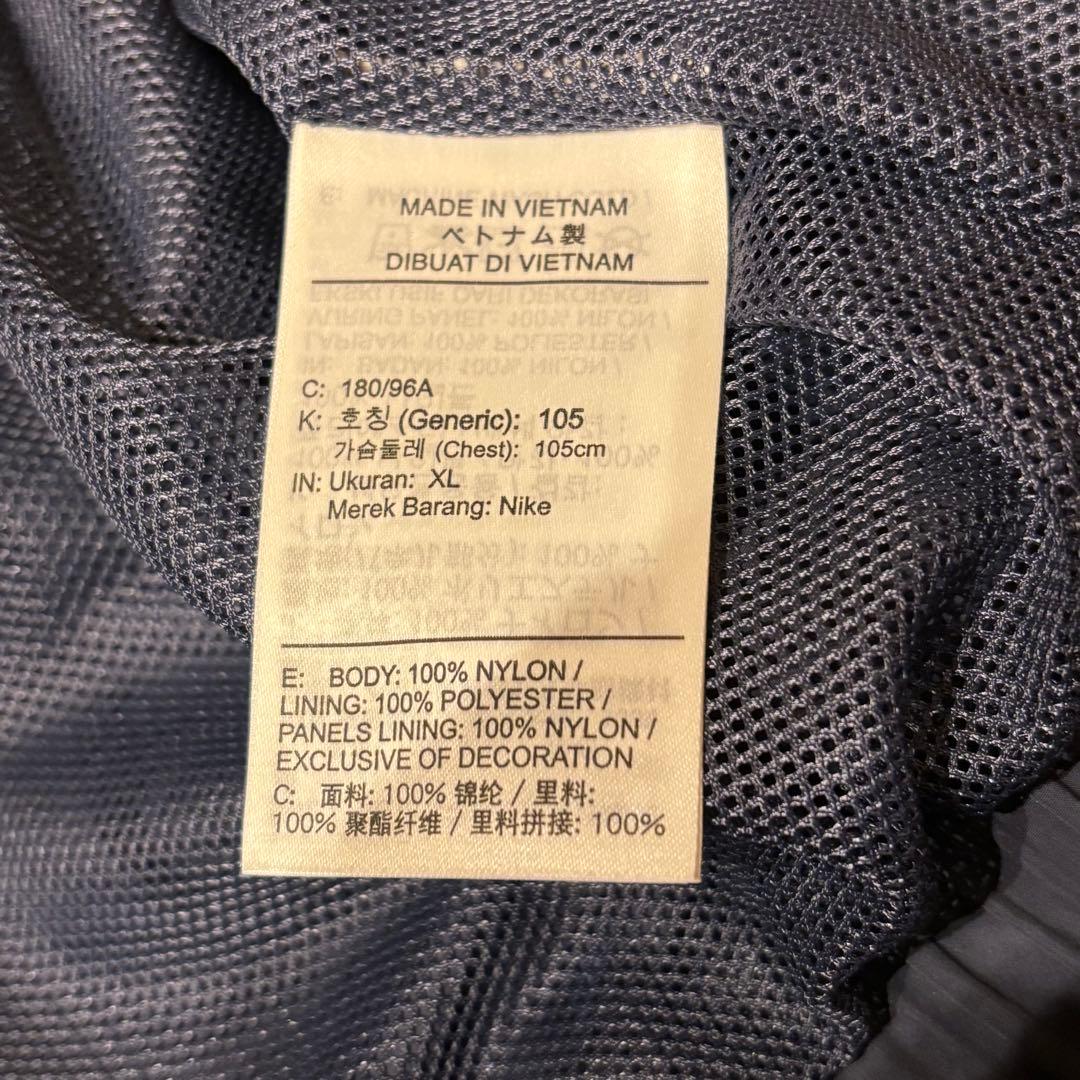 MADE IN VIETNAM
ベトナム製
DIBUAT DI VIETNAM
C: 180/96A
K: 호칭 (Generic): 105
가슴둘레 (Chest): 105cm
IN: Ukuran: XL
Merek Barang: Nike
E: BODY: 100% NYLON /
LINING: 100% POLYESTER /
PANELS LINING: 100% NYLON /
EXCLUSIVE OF DECORATION
C: 面料: 100% 锦纶 / 里料:
100% 聚酯纤维 / 里料拼接: 100%